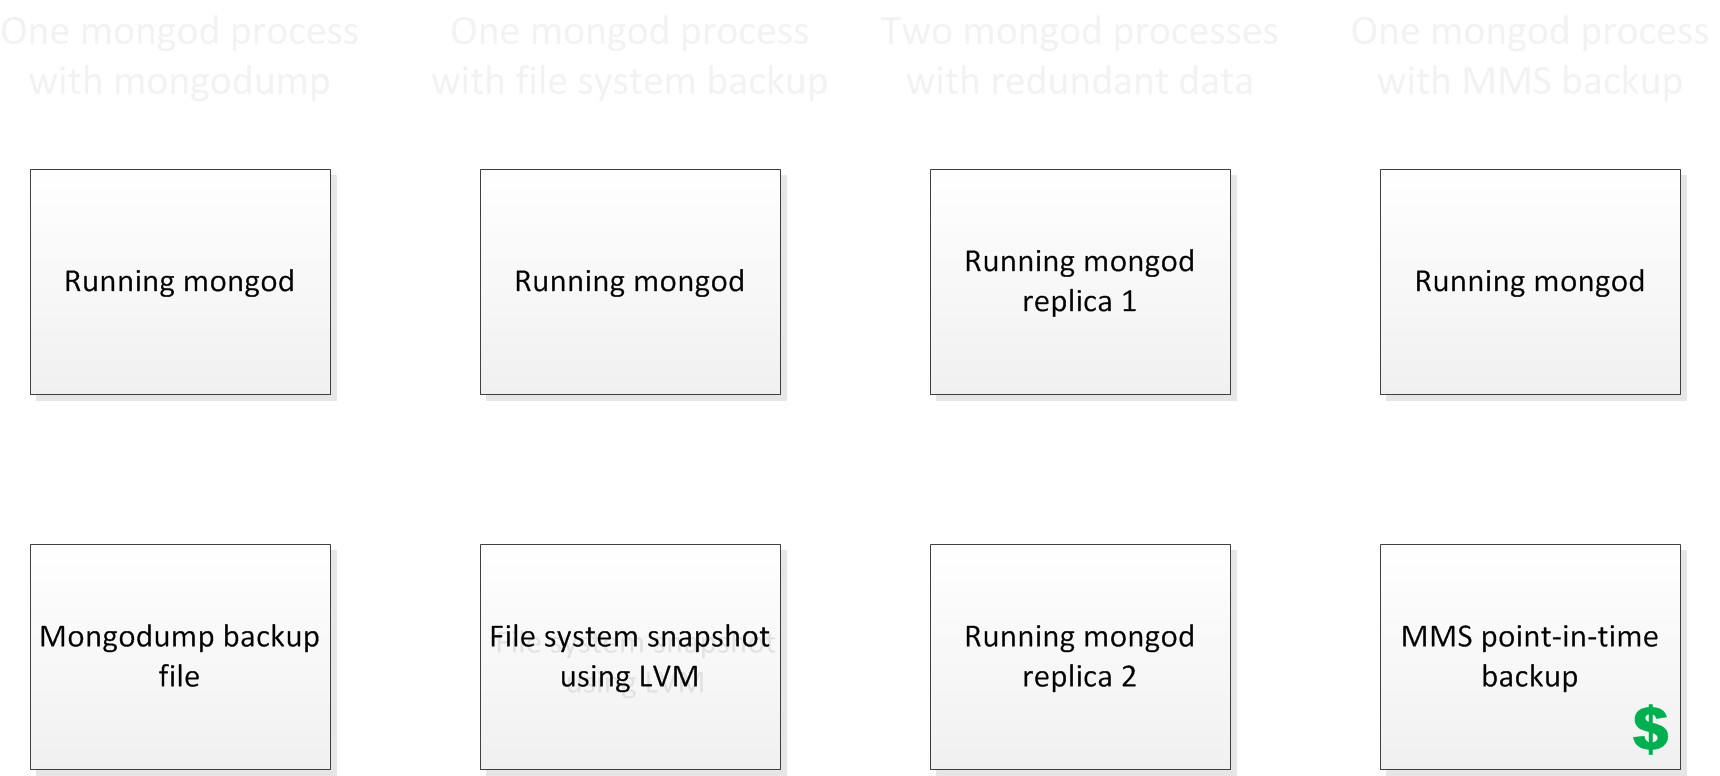 One mongod process
with mongodump
One mongod process
with file system backup
Two mongod processes
with redundant data
One mongod process
with MMS backup
Running mongod
Running mongod
Running mongod
replica 1
Running mongod
Mongodump backup
file
File system snapshot
using LVM
Running mongod
replica 2
MMS point-in-time
backup
$